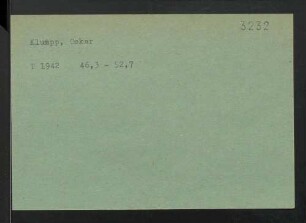 3232
Klumpp, Oskar
T 1942 46,3 - 52,7